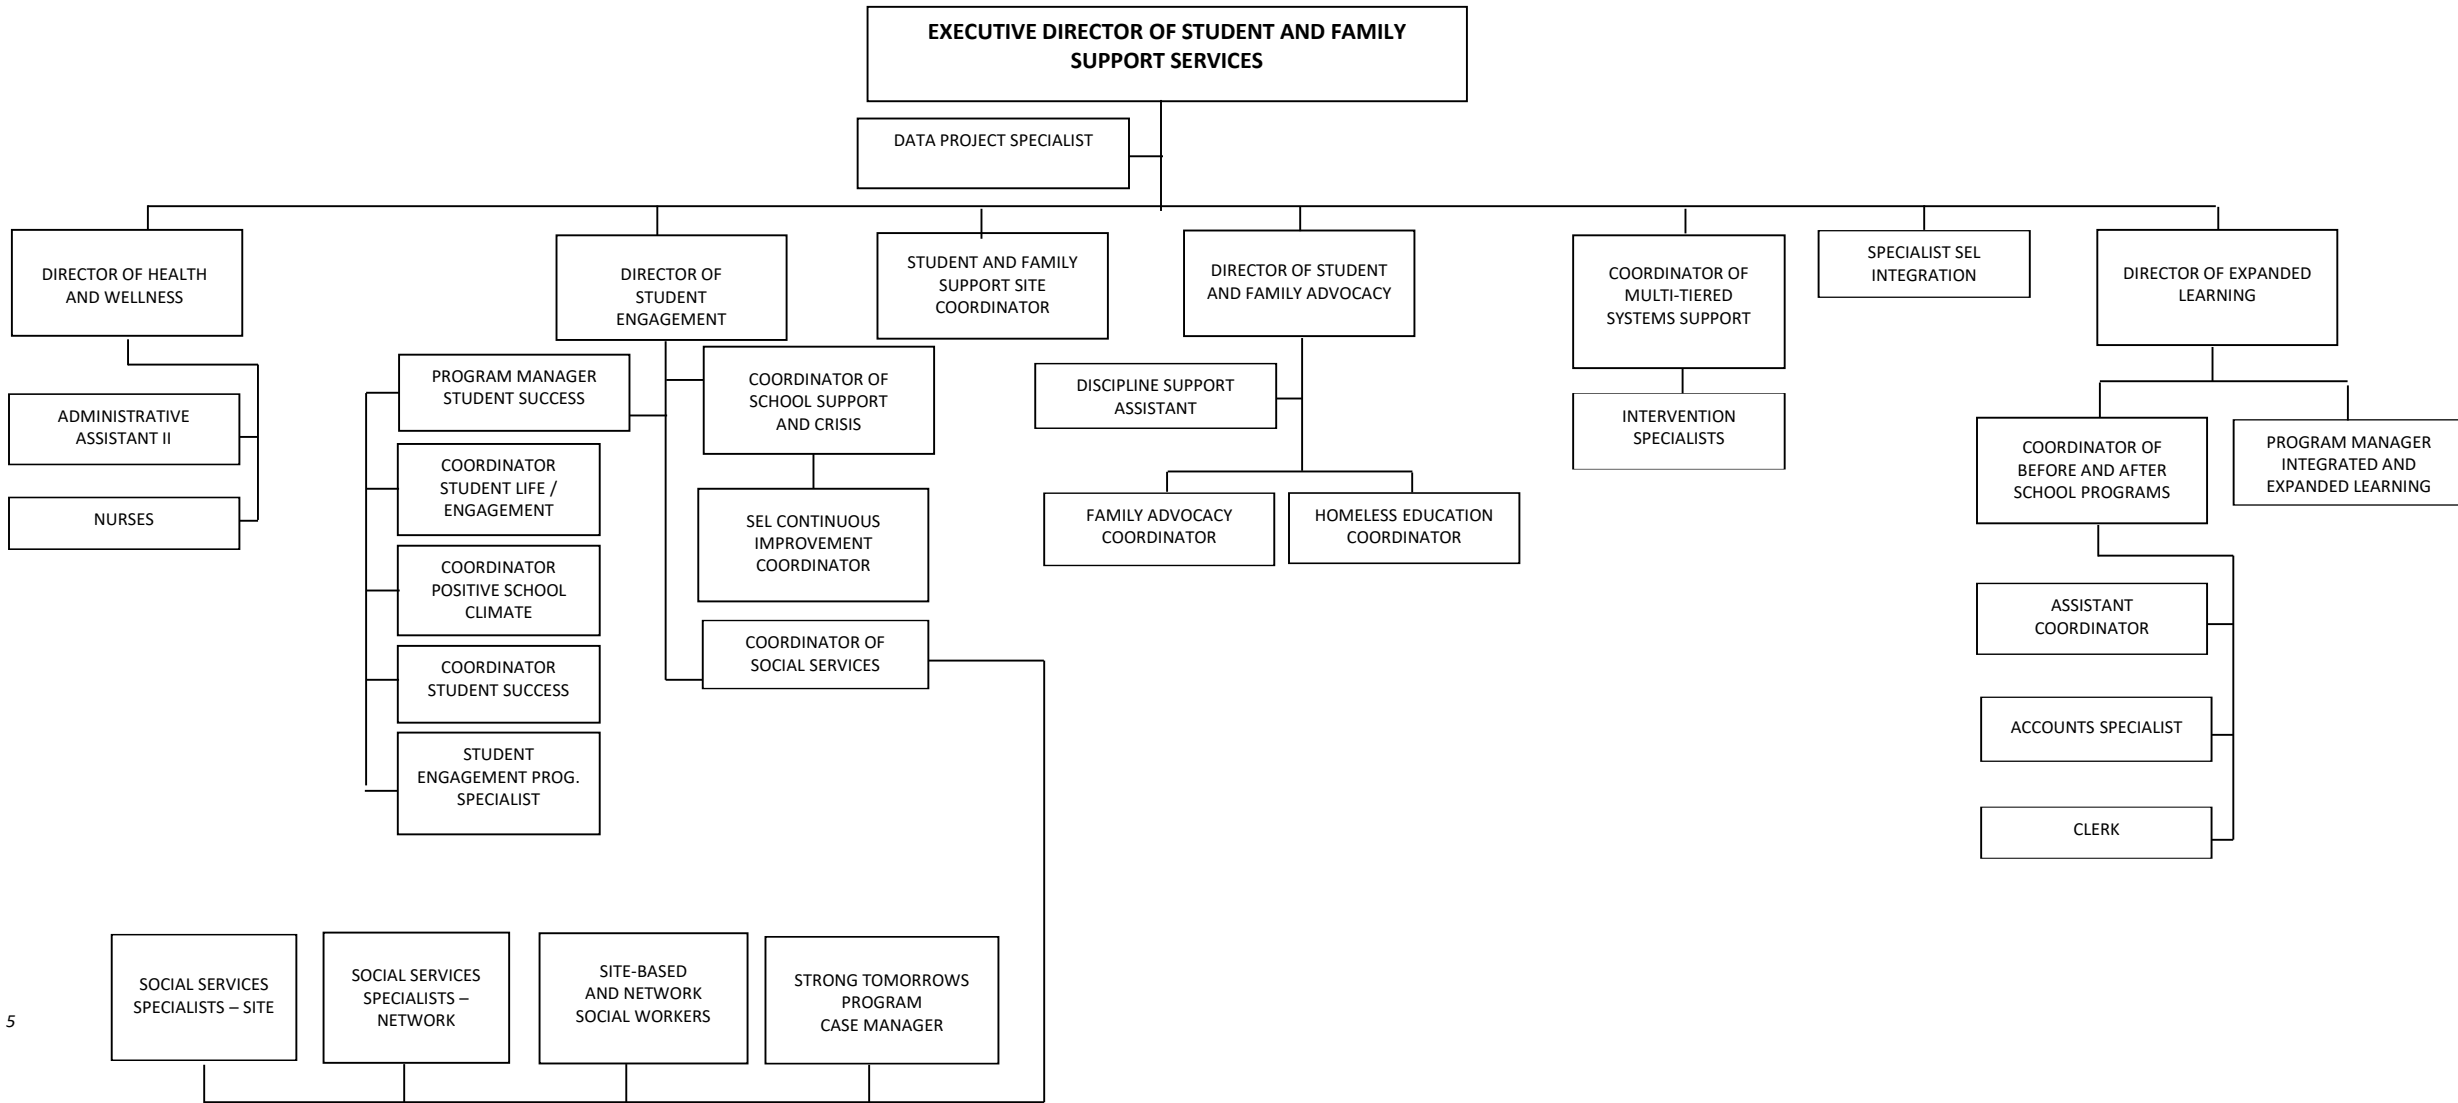 EXECUTIVE DIRECTOR OF STUDENT AND FAMILY
SUPPORT SERVICES
DATA PROJECT SPECIALIST
DIRECTOR OF HEALTH
AND WELLNESS
DIRECTOR OF
STUDENT
ENGAGEMENT
STUDENT AND FAMILY
SUPPORT SITE
COORDINATOR
DIRECTOR OF STUDENT
AND FAMILY ADVOCACY
COORDINATOR OF
MULTI-TIERED
SYSTEMS SUPPORT
SPECIALIST SEL
INTEGRATION
DIRECTOR OF EXPANDED
LEARNING
ADMINISTRATIVE
ASSISTANT II
NURSES
PROGRAM MANAGER
STUDENT SUCCESS
COORDINATOR
STUDENT LIFE /
ENGAGEMENT
COORDINATOR
POSITIVE SCHOOL
CLIMATE
COORDINATOR
STUDENT SUCCESS
STUDENT
ENGAGEMENT PROG.
SPECIALIST
COORDINATOR OF
SCHOOL SUPPORT
AND CRISIS
SEL CONTINUOUS
IMPROVEMENT
COORDINATOR
COORDINATOR OF
SOCIAL SERVICES
DISCIPLINE SUPPORT
ASSISTANT
FAMILY ADVOCACY
COORDINATOR
HOMELESS EDUCATION
COORDINATOR
INTERVENTION
SPECIALISTS
COORDINATOR OF
BEFORE AND AFTER
SCHOOL PROGRAMS
PROGRAM MANAGER
INTEGRATED AND
EXPANDED LEARNING
ASSISTANT
COORDINATOR
ACCOUNTS SPECIALIST
CLERK
SOCIAL SERVICES
SPECIALISTS – SITE
SOCIAL SERVICES
SPECIALISTS –
NETWORK
SITE-BASED
AND NETWORK
SOCIAL WORKERS
STRONG TOMORROWS
PROGRAM
CASE MANAGER
5